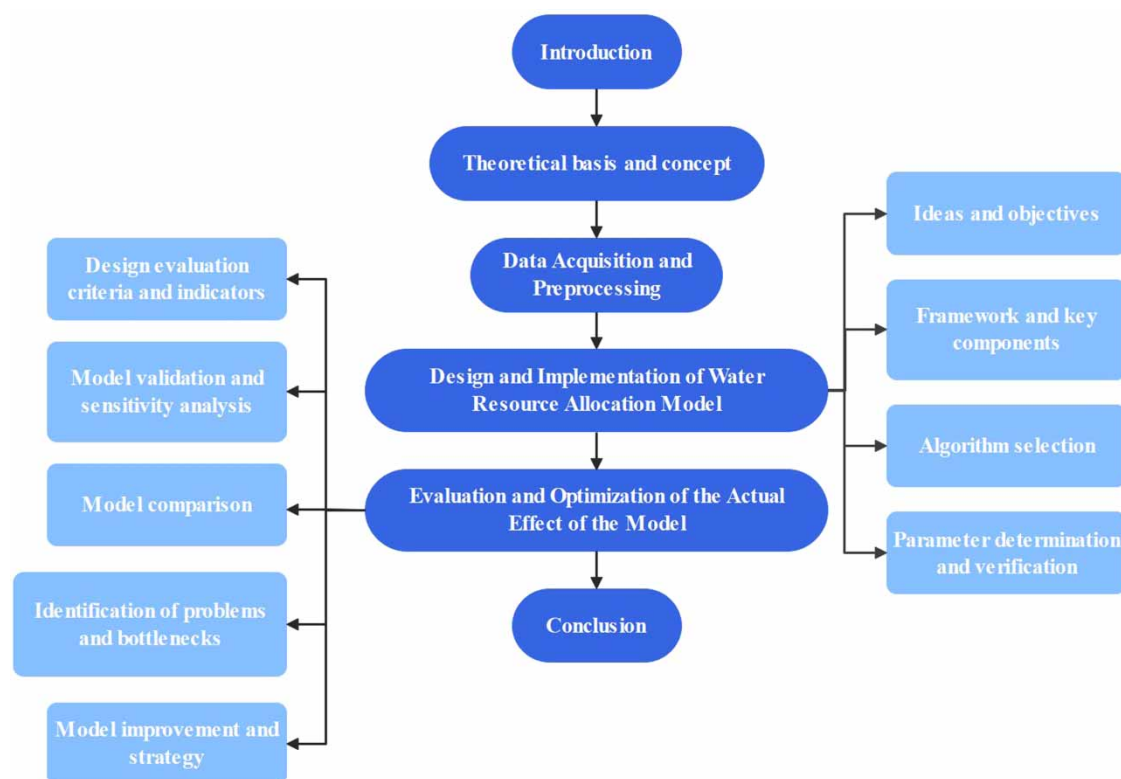 Introduction
Theoretical basis and concept
Data Acquisition and
Preprocessing
Design and Implementation of Water
Resource Allocation Model
Evaluation and Optimization of the Actual
Effect of the Model
Conclusion
Ideas and objectives
Framework and key
components
Algorithm selection
Parameter determination
and verification
Design evaluation
criteria and indicators
Model validation and
sensitivity analysis
Model comparison
Identification of problems
and bottlenecks
Model improvement and
strategy